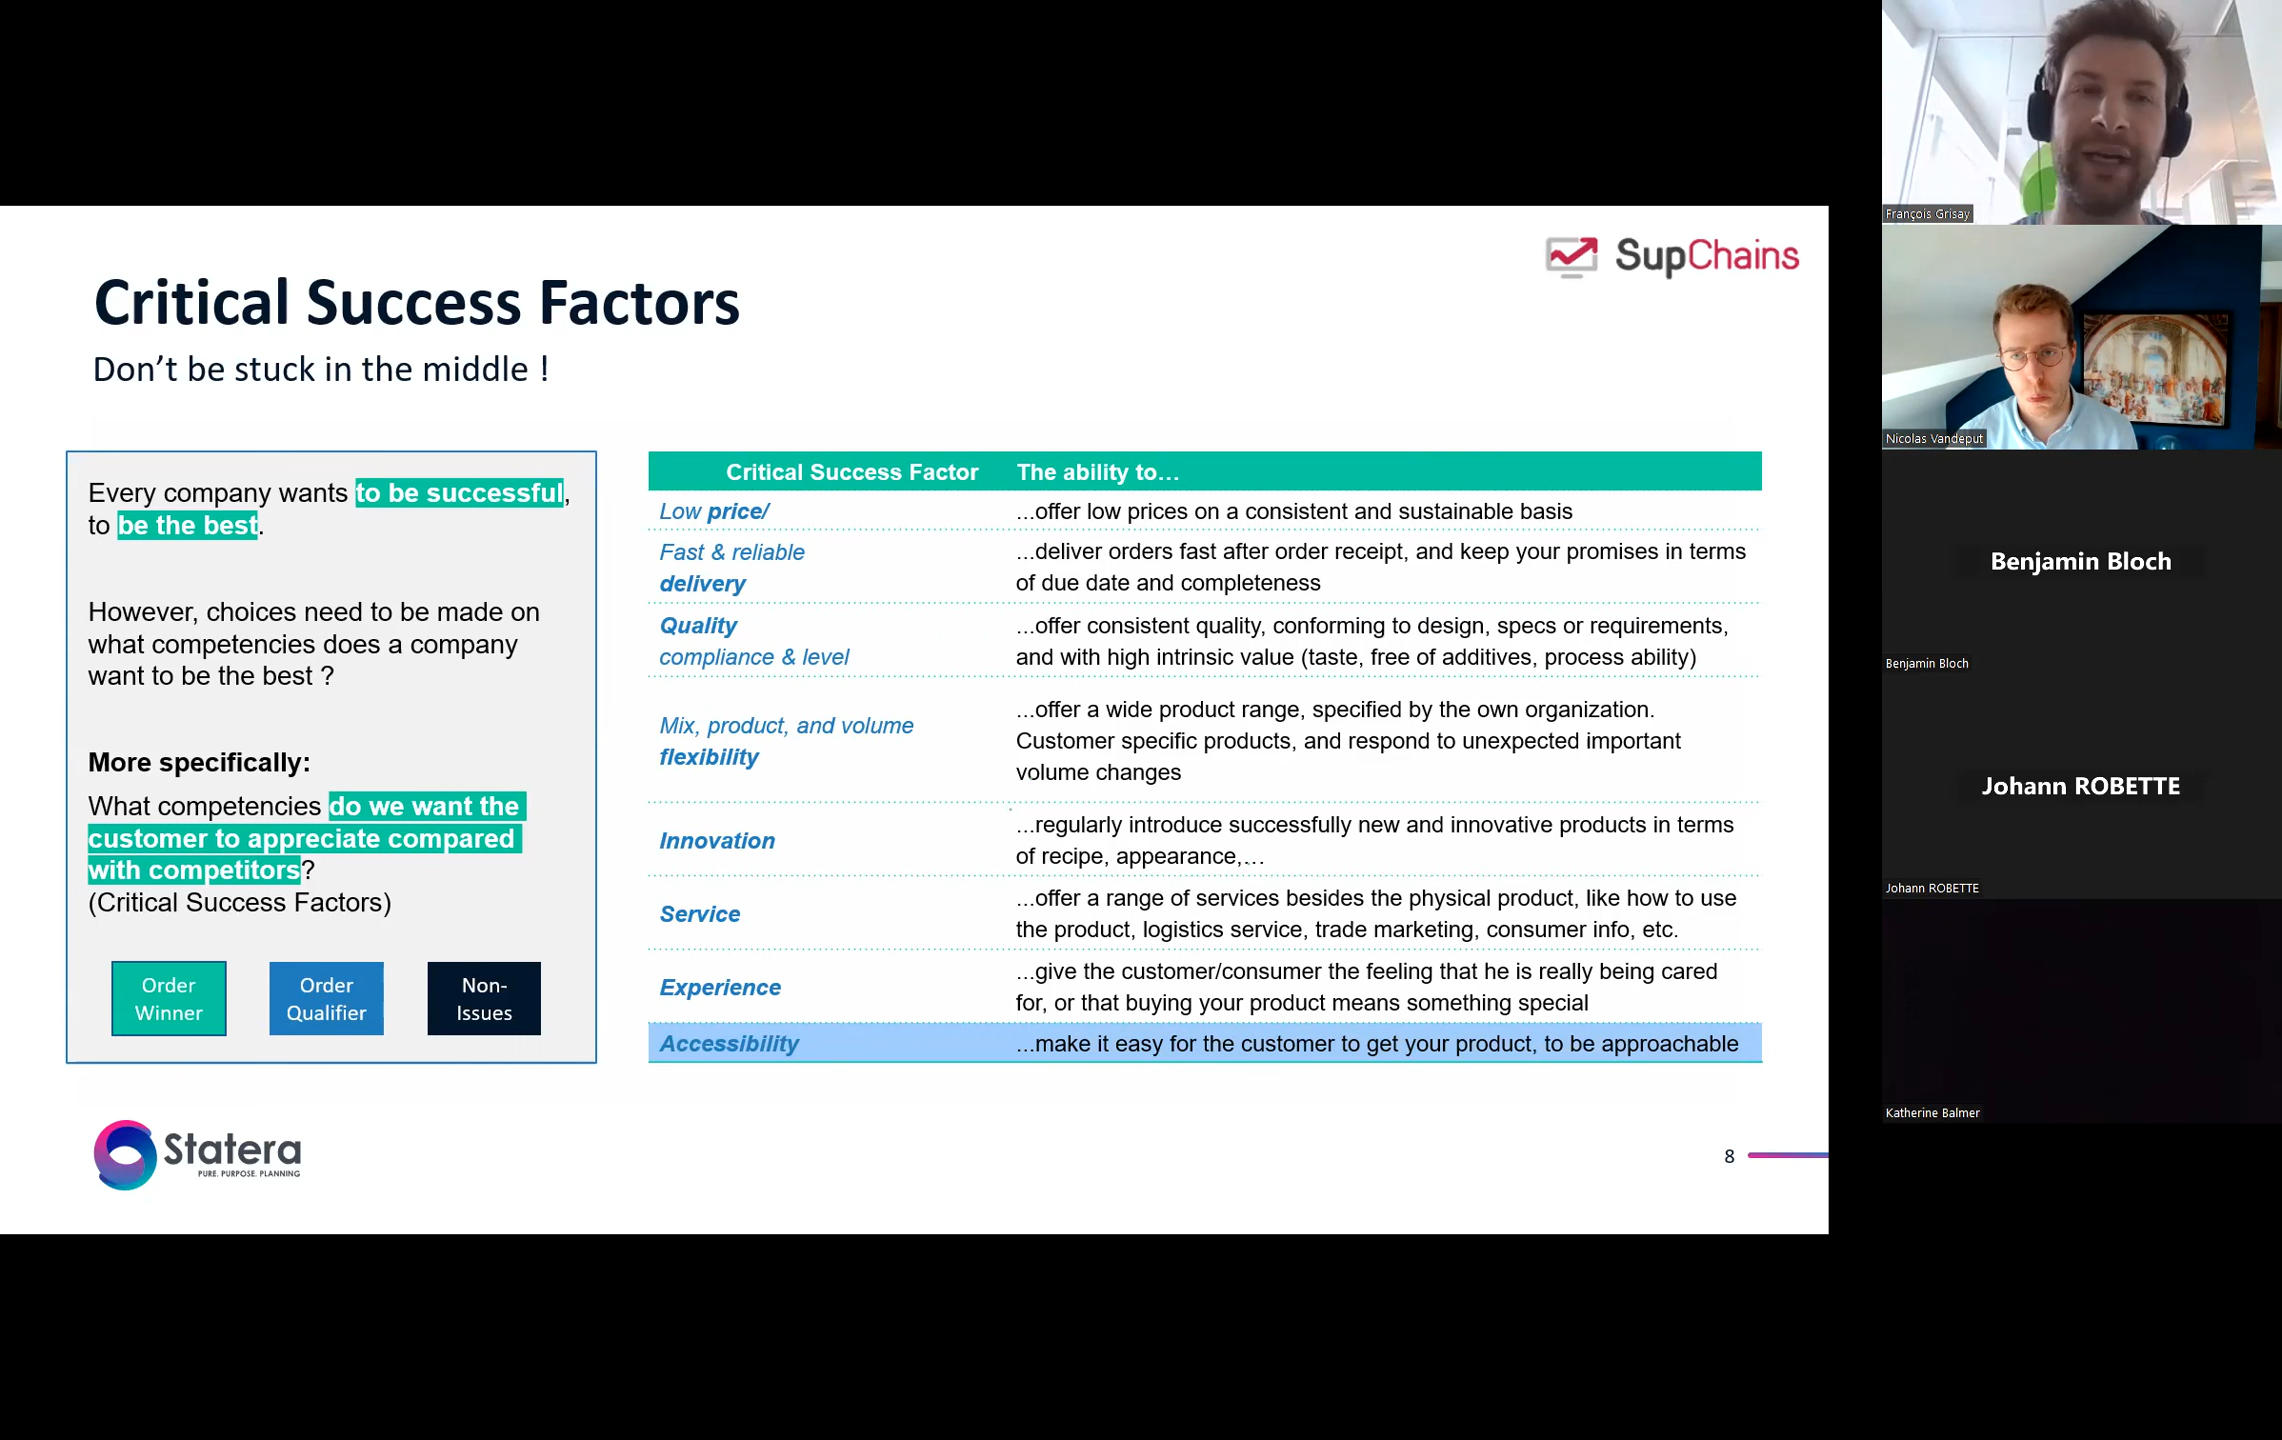 SupChains
Critical Success Factors
Don't be stuck in the middle !
Every company wants to be successful,
to be the best.
However, choices need to be made on
what competencies does a company
want to be the best ?
More specifically:
What competencies do we want the
customer to appreciate compared
with competitors?
(Critical Success Factors)
Order
Winner
Order
Qualifier
Non-
Issues
Critical Success Factor The ability to…
Low price/ …offer low prices on a consistent and sustainable basis
Fast & reliable
delivery
…deliver orders fast after order receipt, and keep your promises in terms
of due date and completeness
Quality
compliance & level
…offer consistent quality, conforming to design, specs or requirements,
and with high intrinsic value (taste, free of additives, process ability)
Mix, product, and volume
flexibility
…offer a wide product range, specified by the own organization.
Customer specific products, and respond to unexpected important
volume changes
Innovation
…regularly introduce successfully new and innovative products in terms
of recipe, appearance,…
Service
…offer a range of services besides the physical product, like how to use
the product, logistics service, trade marketing, consumer info, etc.
Experience
…give the customer/consumer the feeling that he is really being cared
for, or that buying your product means something special
Accessibility …make it easy for the customer to get your product, to be approachable
Statera
PURE. PURPOSE. PLANNING
8
François Grisay
Nicolas Vandeput
Benjamin Bloch
Benjamin Bloch
Johann ROBETTE
Johann ROBETTE
Katherine Balmer